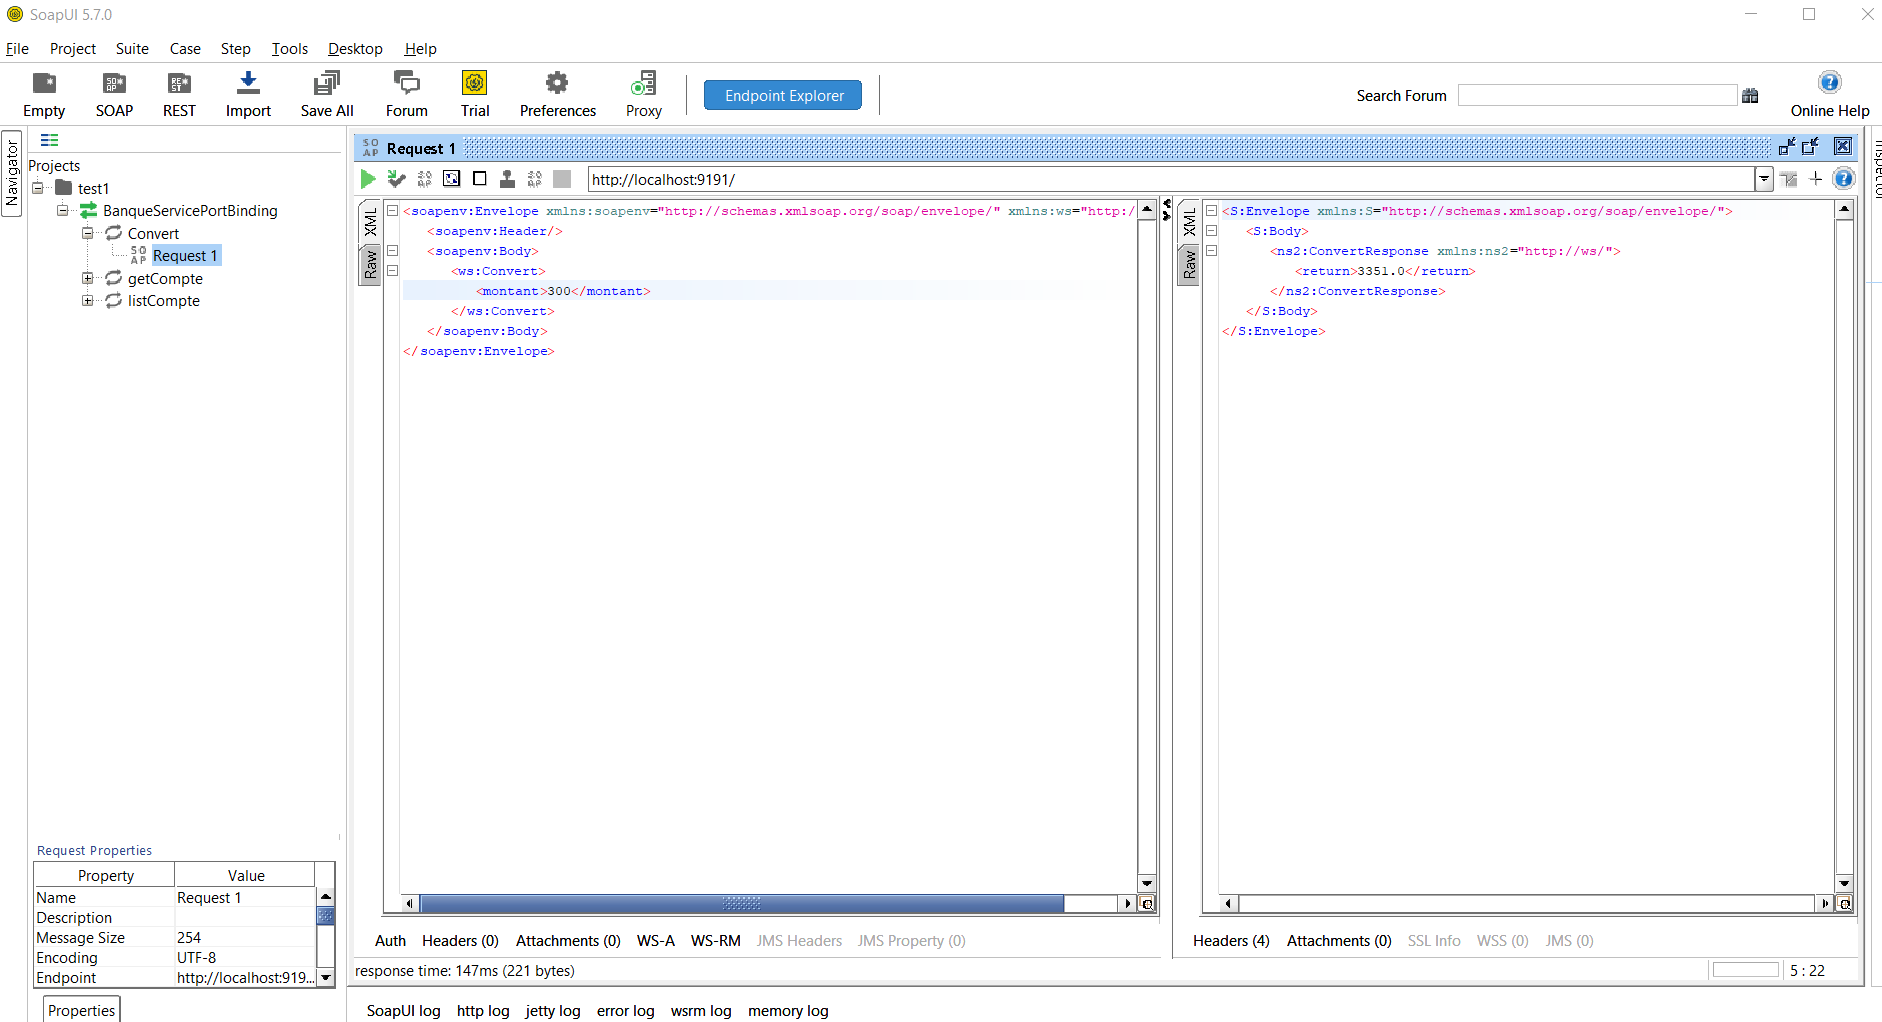 SoapUI 5.7.0
File Project Suite Case Step Tools Desktop Help
Empty SOAP REST Import Save All Forum Trial Preferences Proxy Endpoint Explorer Search Forum Online Help
Navigator
Projects
test1
BanqueServicePortBinding
Convert
Request 1
getCompte
listCompte
Request Properties
Property Value
Name Request 1
Description
Message Size 254
Encoding UTF-8
Endpoint http://localhost:919...
Properties
Request 1
http://localhost:9191/
XML
Raw
<soapenv:Envelope xmlns:soapenv="http://schemas.xmlsoap.org/soap/envelope/" xmlns:ws="http:/
<soapenv:Header/>
<soapenv:Body>
<ws:Convert>
<montant>300</montant>
</ws:Convert>
</soapenv:Body>
</soapenv:Envelope>
Auth Headers (0) Attachments (0) WS-A WS-RM JMS Headers JMS Property (0)
XML
Raw
<S:Envelope xmlns:S="http://schemas.xmlsoap.org/soap/envelope/">
<S:Body>
<ns2:ConvertResponse xmlns:ns2="http://ws/">
<return>3351.0</return>
</ns2:ConvertResponse>
</S:Body>
</S:Envelope>
Headers (4) Attachments (0) SSL Info WSS (0) JMS (0)
response time: 147ms (221 bytes)
5 : 22
SoapUI log http log jetty log error log wsrm log memory log